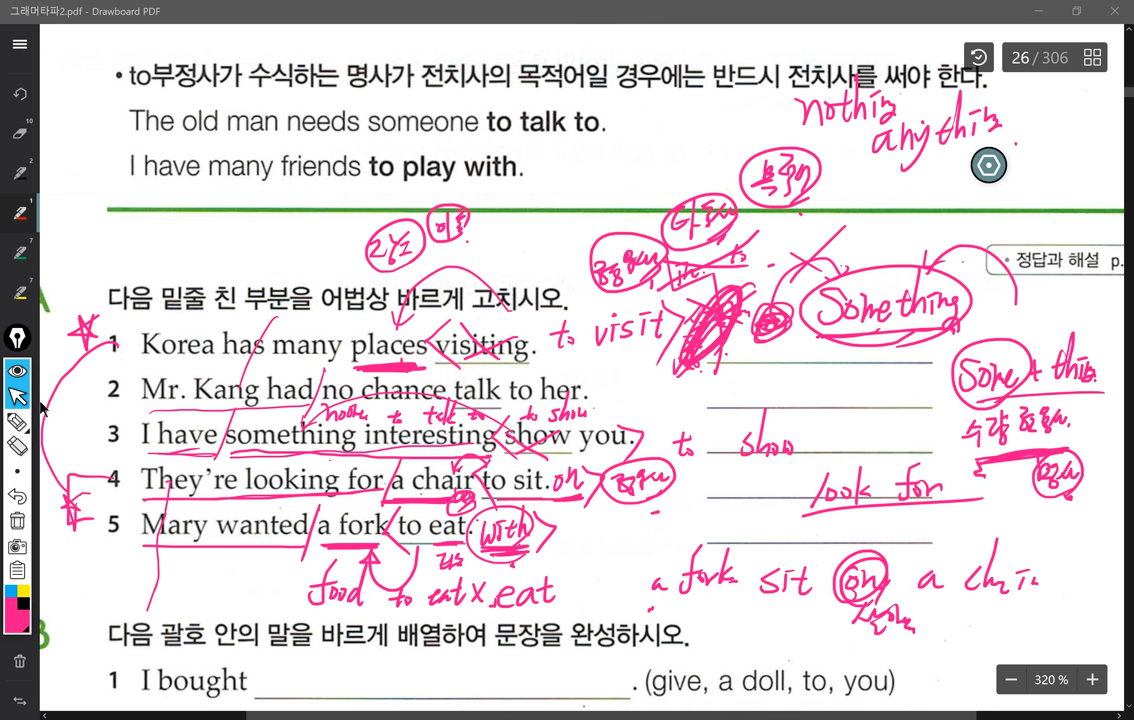 그래머타파2.pdf - Drawboard PDF
26 / 306
• to부정사가 수식하는 명사가 전치사의 목적어일 경우에는 반드시 전치사를 써야 한다.
The old man needs someone to talk to.
I have many friends to play with.
nothing
anything
• 정답과 해설 p.
A 다음 밑줄 친 부분을 어법상 바르게 고치시오.
1 Korea has many places visiting.
to visit
Something
2 Mr. Kang had no chance talk to her.
Some + thing
to talk to
to show
3 I have something interesting show you.
to show
4 They're looking for a chair to sit. on
look for
5 Mary wanted a fork to eat. with
food to eat X eat a fork sit on a
B 다음 괄호 안의 말을 바르게 배열하여 문장을 완성하시오.
1 I bought . (give, a doll, to, you)
320 %